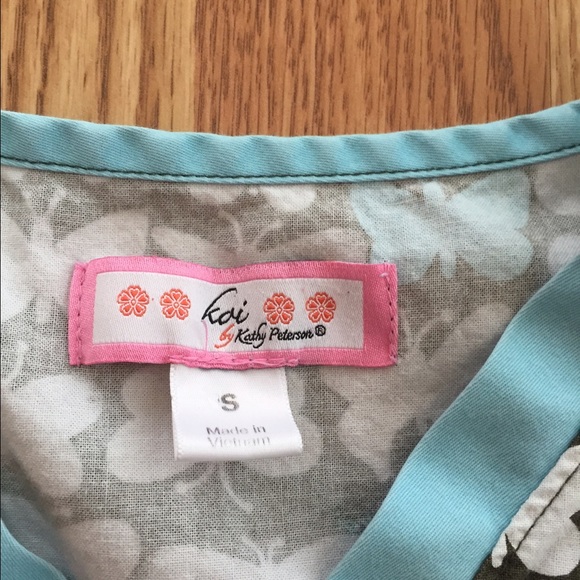 Koi
by Kathy Peterson®
S
Made in
Vietnam